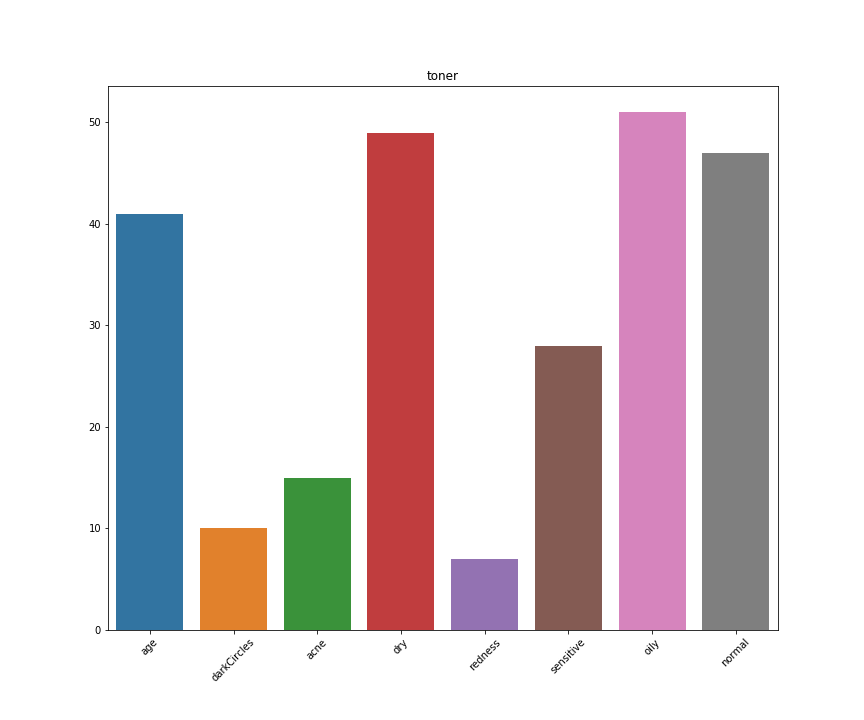 toner
50
40
30
20
10
0
age
darkCircles
acne
dry
redness
sensitive
oily
normal